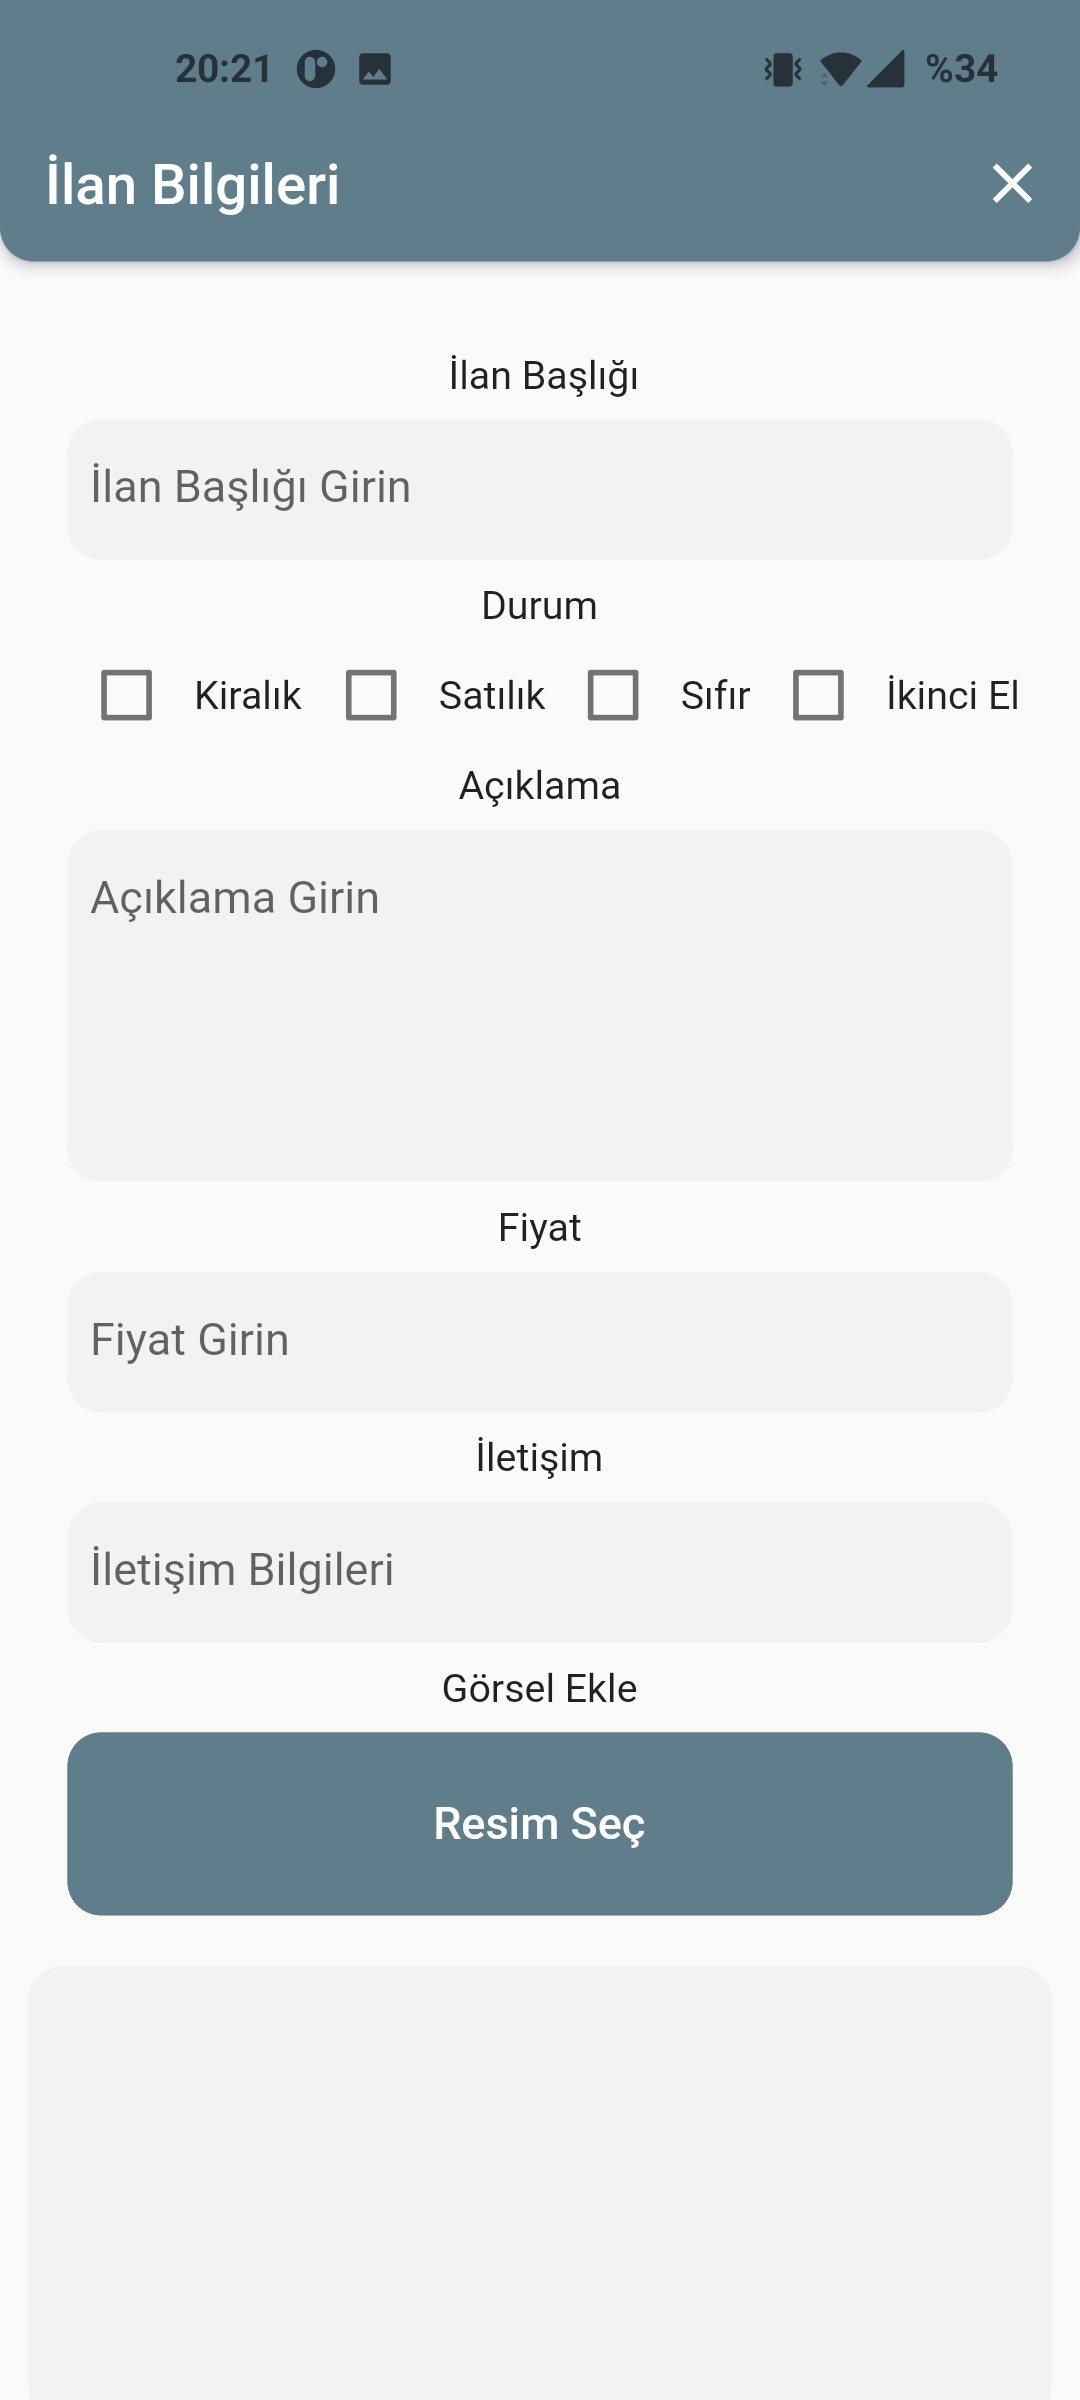 20:21 %34
İlan Bilgileri
İlan Başlığı
İlan Başlığı Girin
Durum
Kiralık Satılık Sıfır İkinci El
Açıklama
Açıklama Girin
Fiyat
Fiyat Girin
İletişim
İletişim Bilgileri
Görsel Ekle
Resim Seç